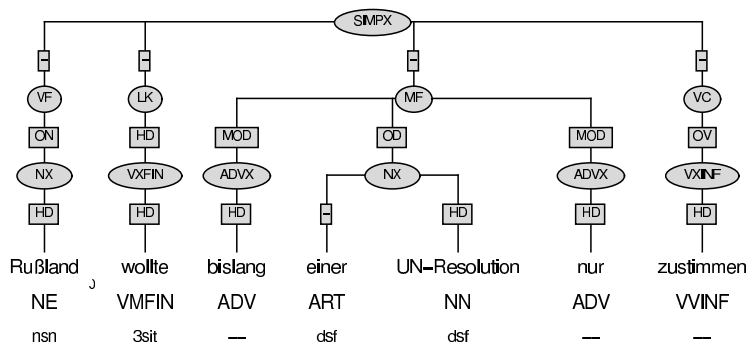 SIMPX
– – – –
VF LK MF VC
ON HD MOD OD MOD OV
NX VXFIN ADVX NX ADVX VXINF
HD HD HD – HD HD HD
Rußland wollte bislang einer UN–Resolution nur zustimmen
NE VMFIN ADV ART NN ADV VVINF
nsn 3sit –– dsf dsf –– ––